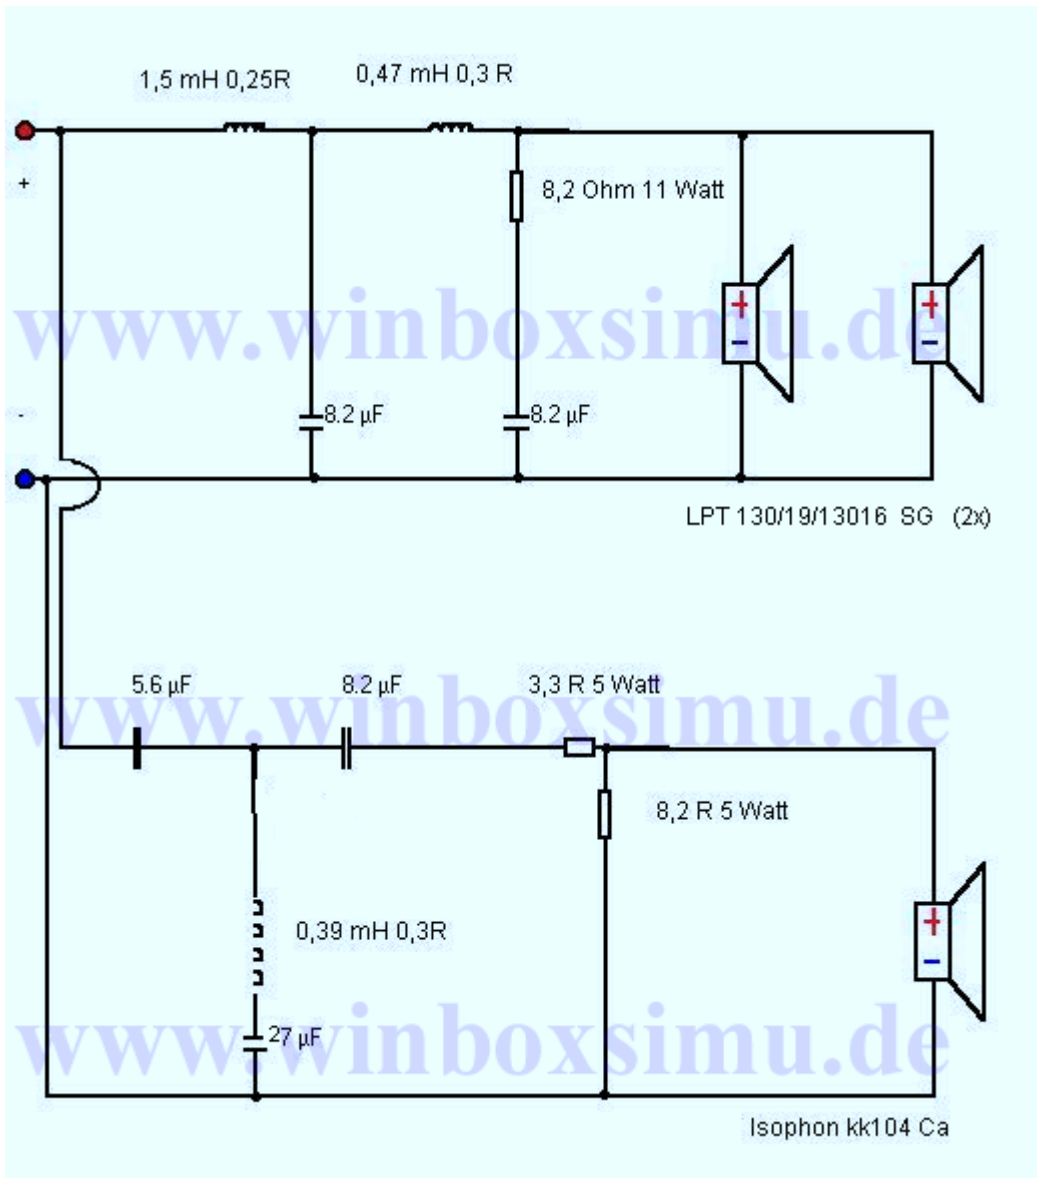 1,5 mH 0,25R
0,47 mH 0,3 R
+
8,2 Ohm 11 Watt
www.winboxsimu.de
+
+
-
-
-
8.2 µF
8.2 µF
LPT 130/19/13016 SG (2x)
5.6 µF
8.2 µF
3,3 R 5 Watt
www.winboxsimu.de
8,2 R 5 Watt
0,39 mH 0,3R
+
-
27 µF
www.winboxsimu.de
Isophon kk104 Ca